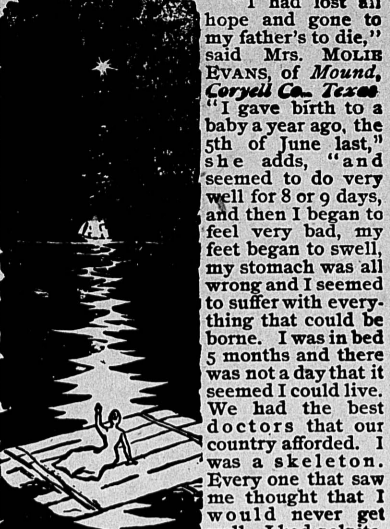 I had lost all
hope and gone to
my father's to die,"
said Mrs. MOLIE
EVANS, of Mound,
Coryell Co., Texas
"I gave birth to a
baby a year ago, the
5th of June last,"
she adds, "and
seemed to do very
well for 8 or 9 days,
and then I began to
feel very bad, my
feet began to swell,
my stomach was all
wrong and I seemed
to suffer with every-
thing that could be
borne. I was in bed
5 months and there
was not a day that it
seemed I could live.
We had the best
doctors that our
country afforded. I
was a skeleton.
Every one that saw
me thought that I
would never get